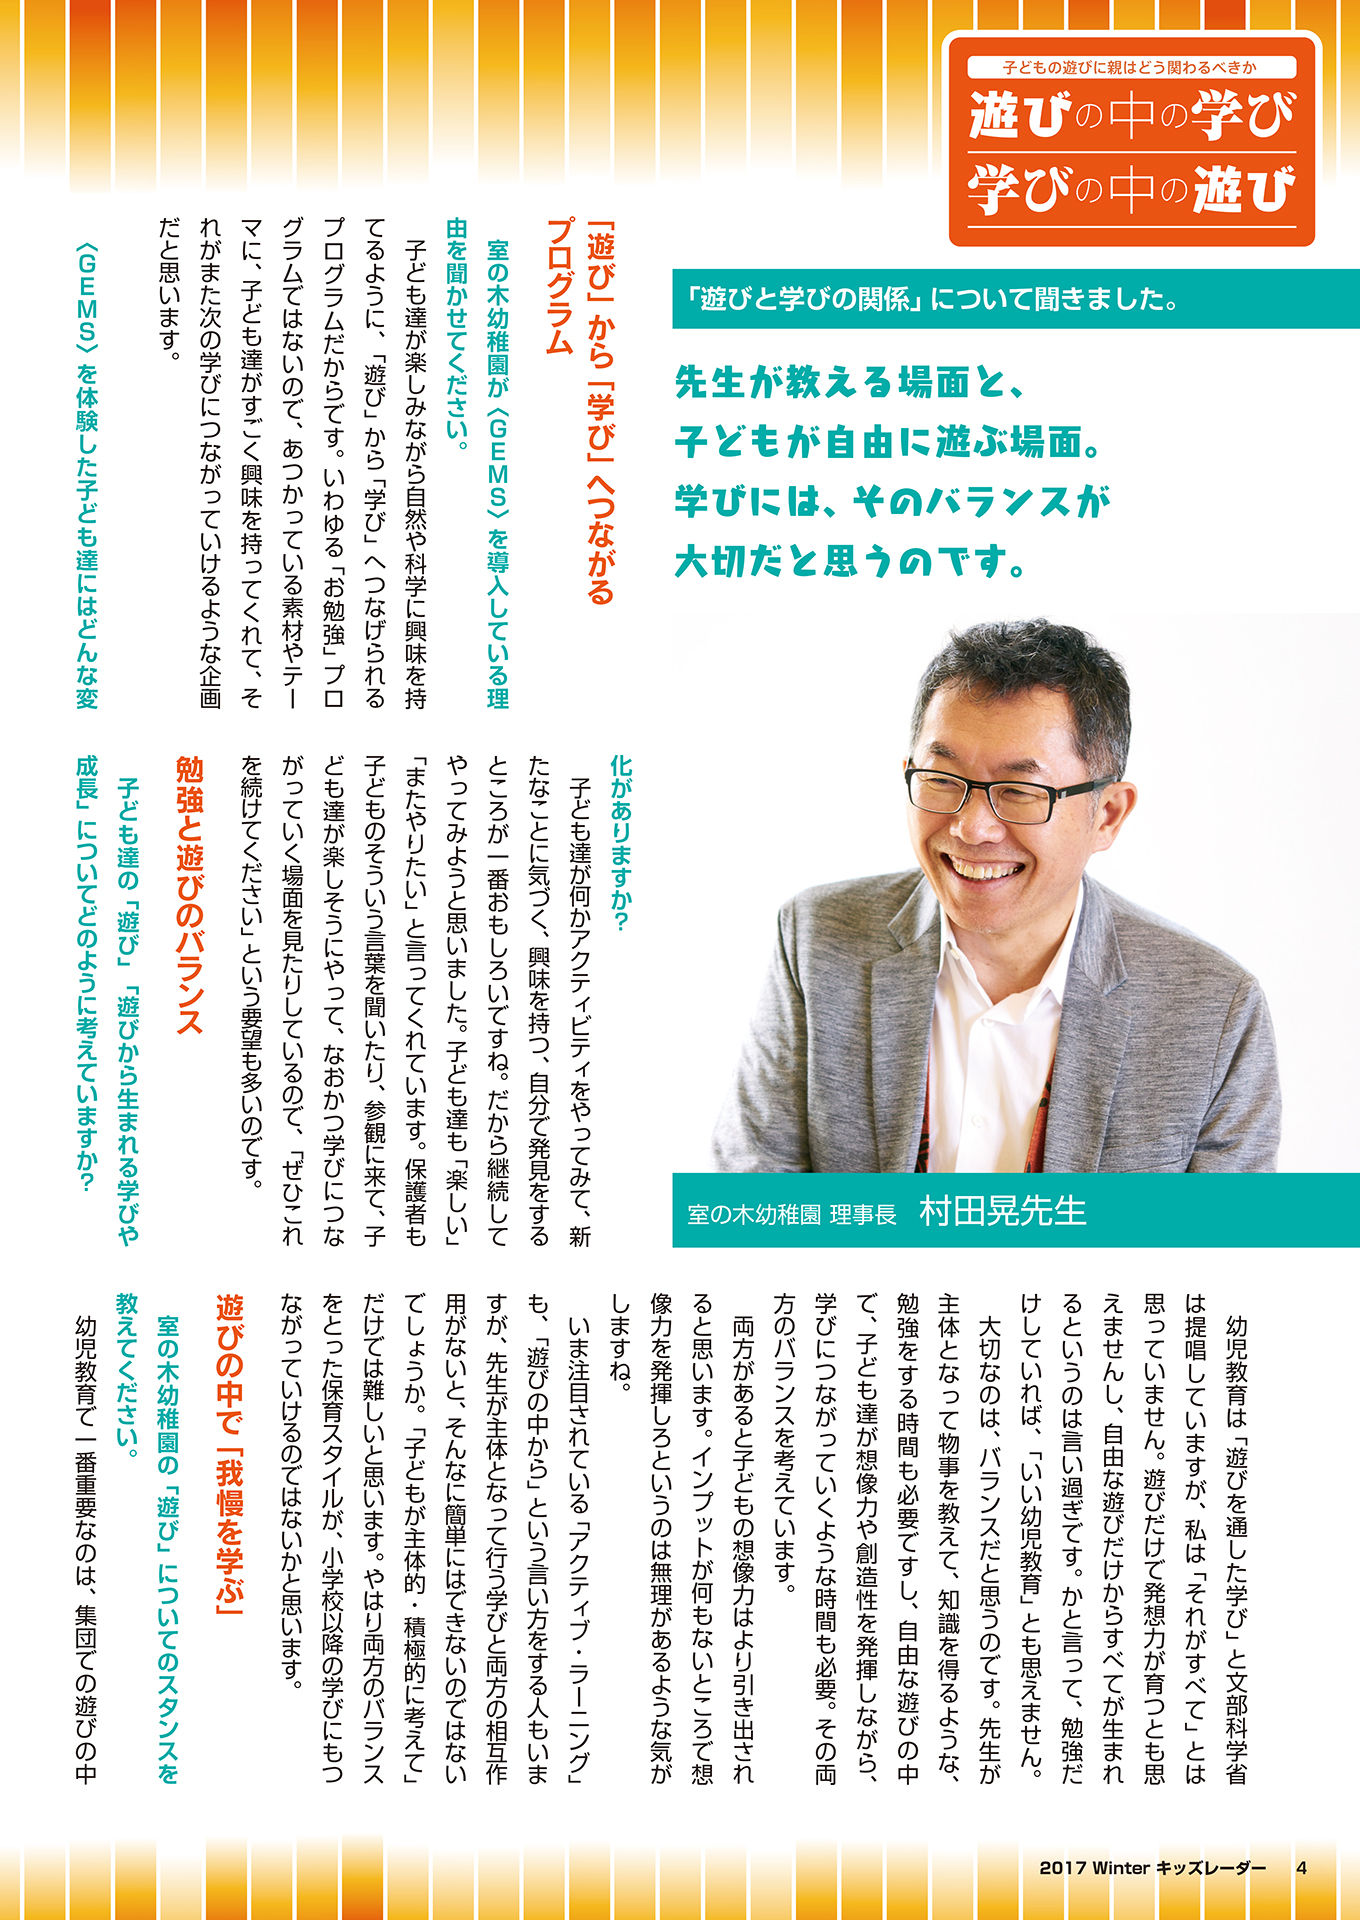 子どもの遊びに親はどう関わるべきか
遊びの中の学び
学びの中の遊び
「遊びと学びの関係」について聞きました。
先生が教える場面と、
子どもが自由に遊ぶ場面。
学びには、そのバランスが
大切だと思うのです。
室の木幼稚園 理事長　村田晃先生
「遊び」から「学び」へつながる
プログラム
室の木幼稚園が〈GEMS〉を導入している理
由を聞かせてください。
子ども達が楽しみながら自然や科学に興味を持
てるように、「遊び」から「学び」へつなげられる
プログラムだからです。いわゆる「お勉強」プロ
グラムではないので、あつかっている素材やテー
マに、子ども達がすごく興味を持ってくれて、そ
れがまた次の学びにつながっていけるような企画
だと思います。
〈GEMS〉を体験した子ども達にはどんな変
化がありますか？
子ども達が何かアクティビティをやってみて、新
たなことに気づく、興味を持つ、自分で発見をする
ところが一番おもしろいですね。だから継続して
やってみようと思いました。子ども達も「楽しい」
「またやりたい」と言ってくれています。保護者も
子どものそういう言葉を聞いたり、参観に来て、子
ども達が楽しそうにやって、なおかつ学びにつな
がっていく場面を見たりしているので、「ぜひこれ
を続けてください」という要望も多いのです。
勉強と遊びのバランス
子ども達の「遊び」「遊びから生まれる学びや
成長」についてどのように考えていますか？
幼児教育は「遊びを通した学び」と文部科学省
は提唱していますが、私は「それがすべて」とは
思っていません。遊びだけで発想力が育つとも思
えませんし、自由な遊びだけからすべてが生まれ
るというのは言い過ぎです。かと言って、勉強だ
けしていれば、「いい幼児教育」とも思えません。
大切なのは、バランスだと思うのです。先生が
主体となって物事を教えて、知識を得るような、
勉強をする時間も必要ですし、自由な遊びの中
で、子ども達が想像力や創造性を発揮しながら、
学びにつながっていくような時間も必要。その両
方のバランスを考えています。
両方があると子どもの想像力はより引き出され
ると思います。インプットが何もないところで想
像力を発揮しろというのは無理があるような気が
しますね。
いま注目されている「アクティブ・ラーニング」
も、「遊びの中から」という言い方をする人もいま
すが、先生が主体となって行う学びと両方の相互作
用がないと、そんなに簡単にはできないのではない
でしょうか。「子どもが主体的・積極的に考えて」
だけでは難しいと思います。やはり両方のバランス
をとった保育スタイルが、小学校以降の学びにもつ
ながっていけるのではないかと思います。
遊びの中で「我慢を学ぶ」
室の木幼稚園の「遊び」についてのスタンスを
教えてください。
幼児教育で一番重要なのは、集団での遊びの中
2017 Winter キッズレーダー　4